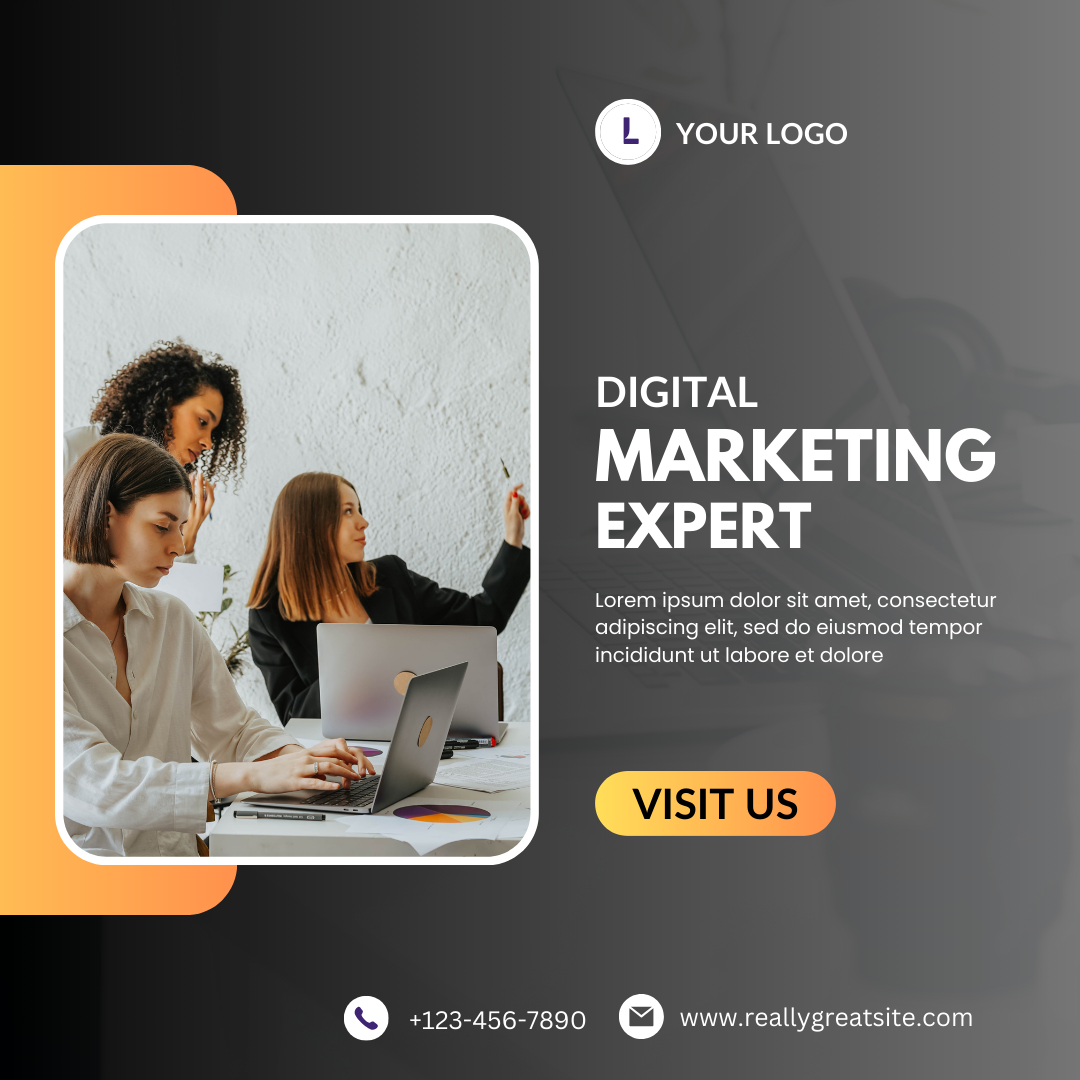 L
YOUR LOGO
DIGITAL
MARKETING
EXPERT
Lorem ipsum dolor sit amet, consectetur
adipiscing elit, sed do eiusmod tempor
incididunt ut labore et dolore
VISIT US
+123-456-7890
www.reallygreatsite.com